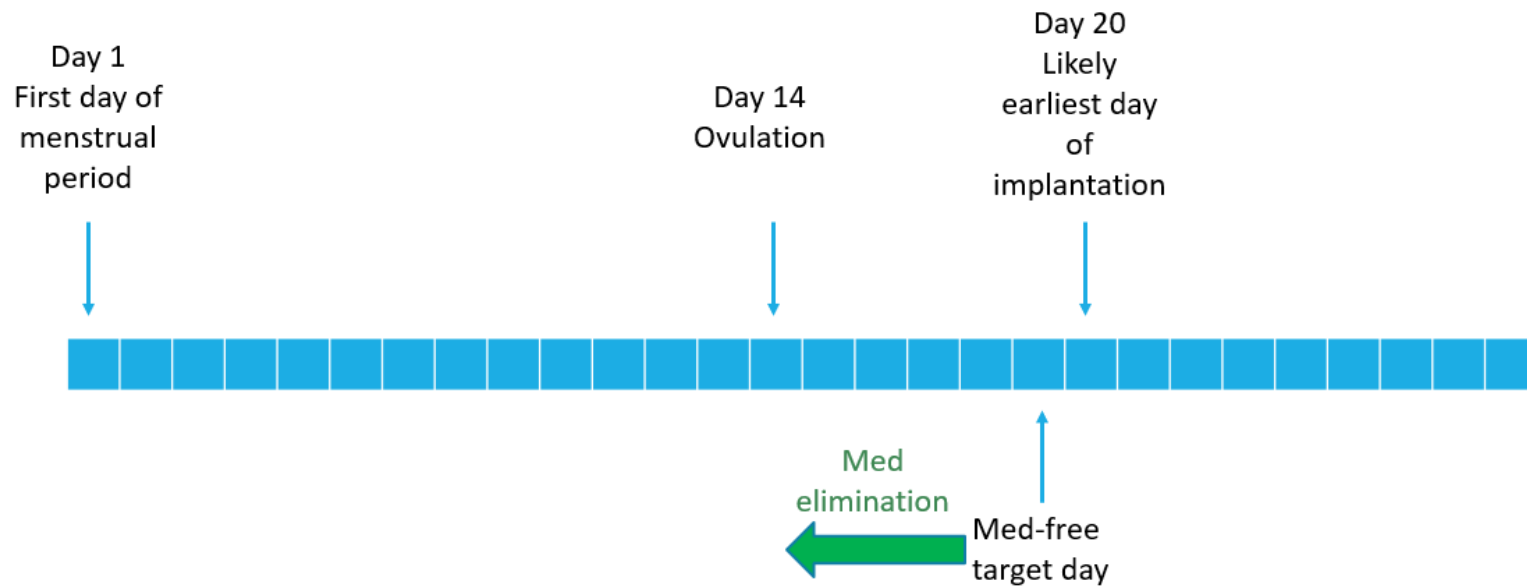 Day 1
First day of
menstrual
period
Day 14
Ovulation
Day 20
Likely
earliest day
of
implantation
Med
elimination
Med-free
target day